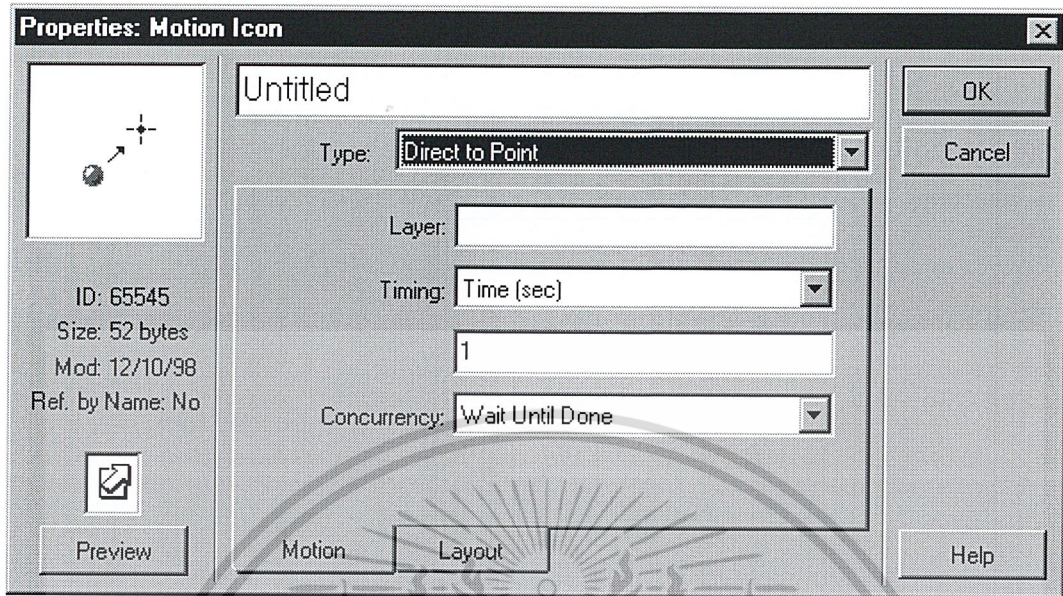 Properties: Motion Icon
Untitled
OK
Type: Direct to Point
Cancel
Layer:
ID: 65545
Timing: Time (sec)
Size: 52 bytes
Mod: 12/10/98
1
Ref. by Name: No
Concurrency: Wait Until Done
Preview
Motion
Layout
Help